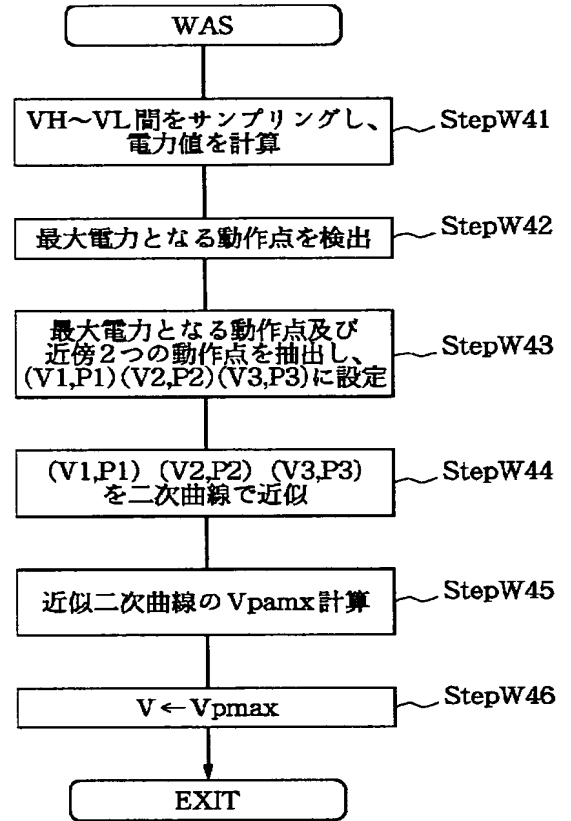 WAS
VH～VL間をサンプリングし、
電力値を計算
StepW41
最大電力となる動作点を検出
StepW42
最大電力となる動作点及び
近傍2つの動作点を抽出し、
(V1,P1)(V2,P2)(V3,P3)に設定
StepW43
(V1,P1) (V2,P2) (V3,P3)
を二次曲線で近似
StepW44
近似二次曲線のVpamx計算
StepW45
V←Vpmax
StepW46
EXIT